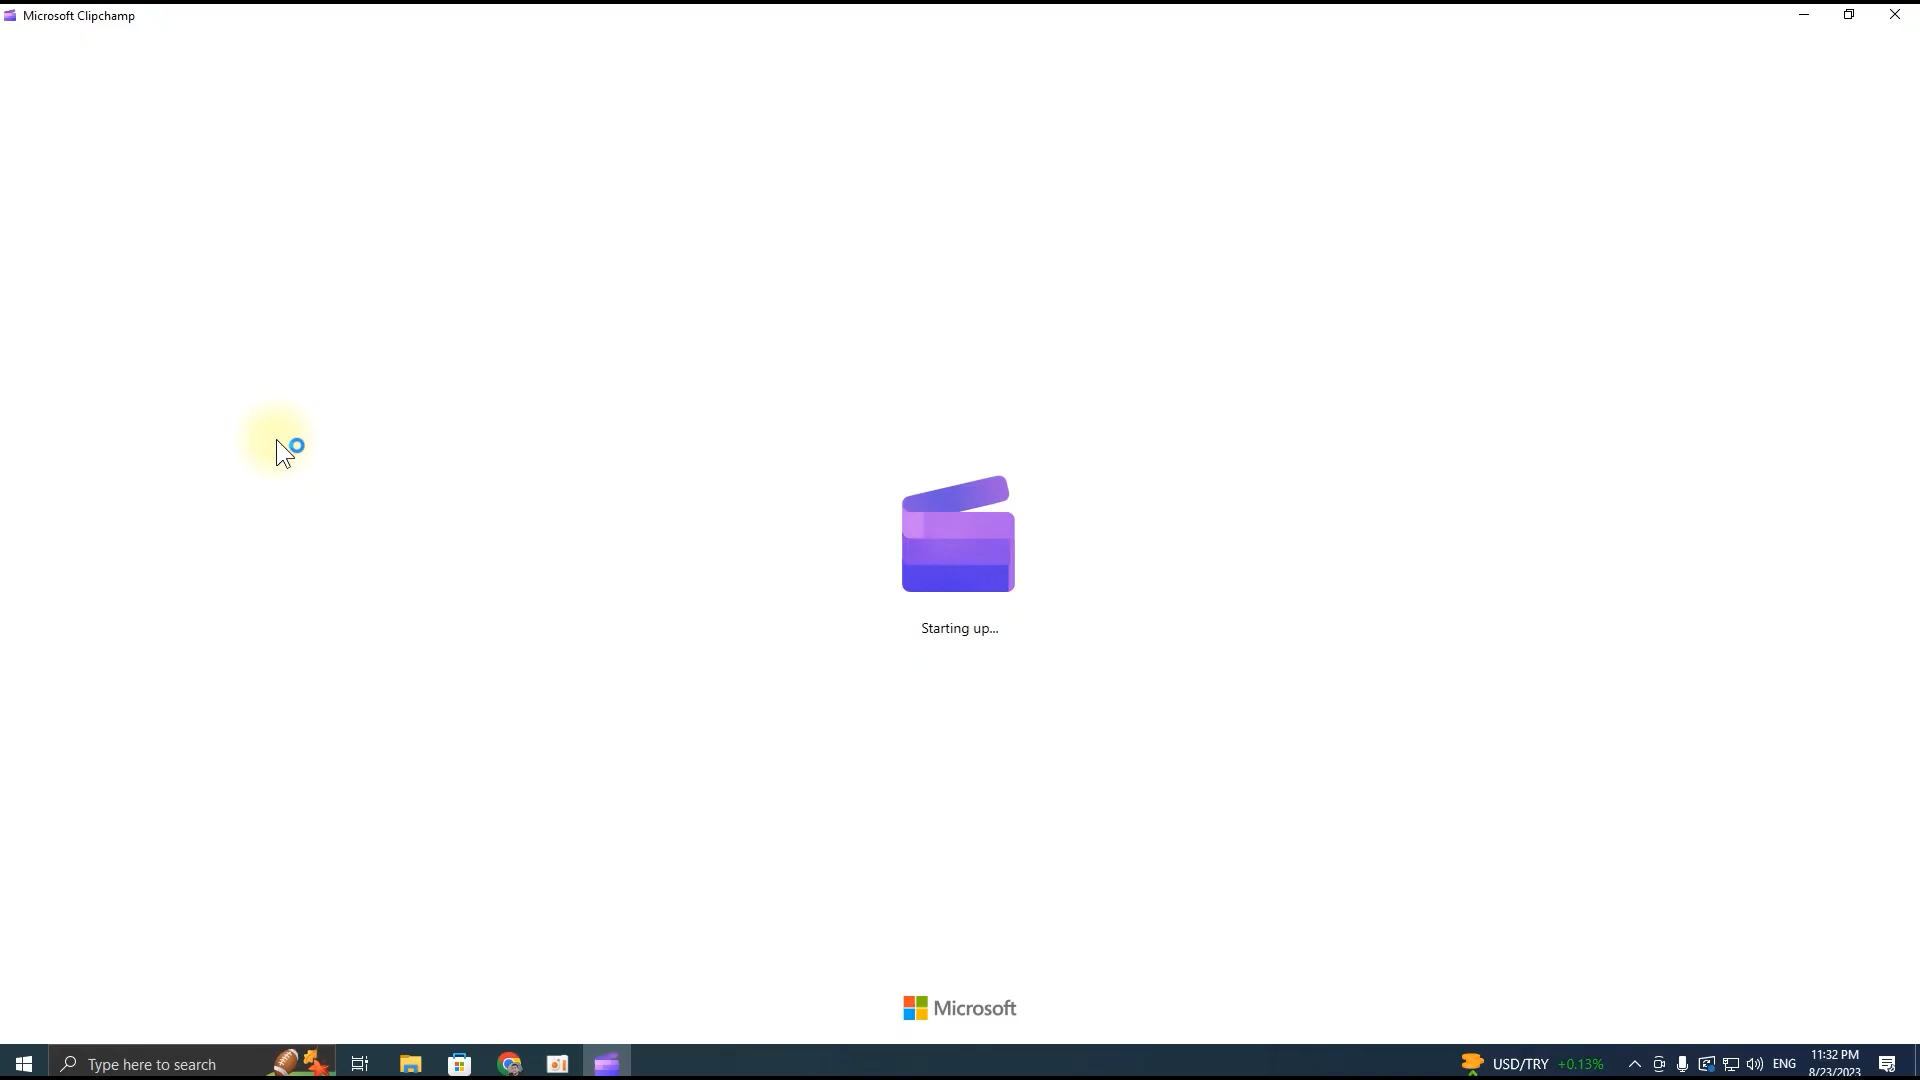 Microsoft Clipchamp
Starting up...
Microsoft
Type here to search
USD/TRY +0.13%
ENG
11:32 PM
8/23/2023